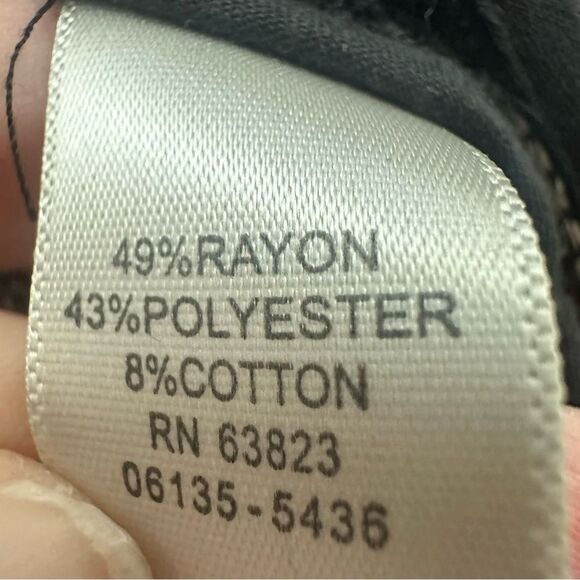 49%RAYON
43%POLYESTER
8%COTTON
RN 63823
06135-5436